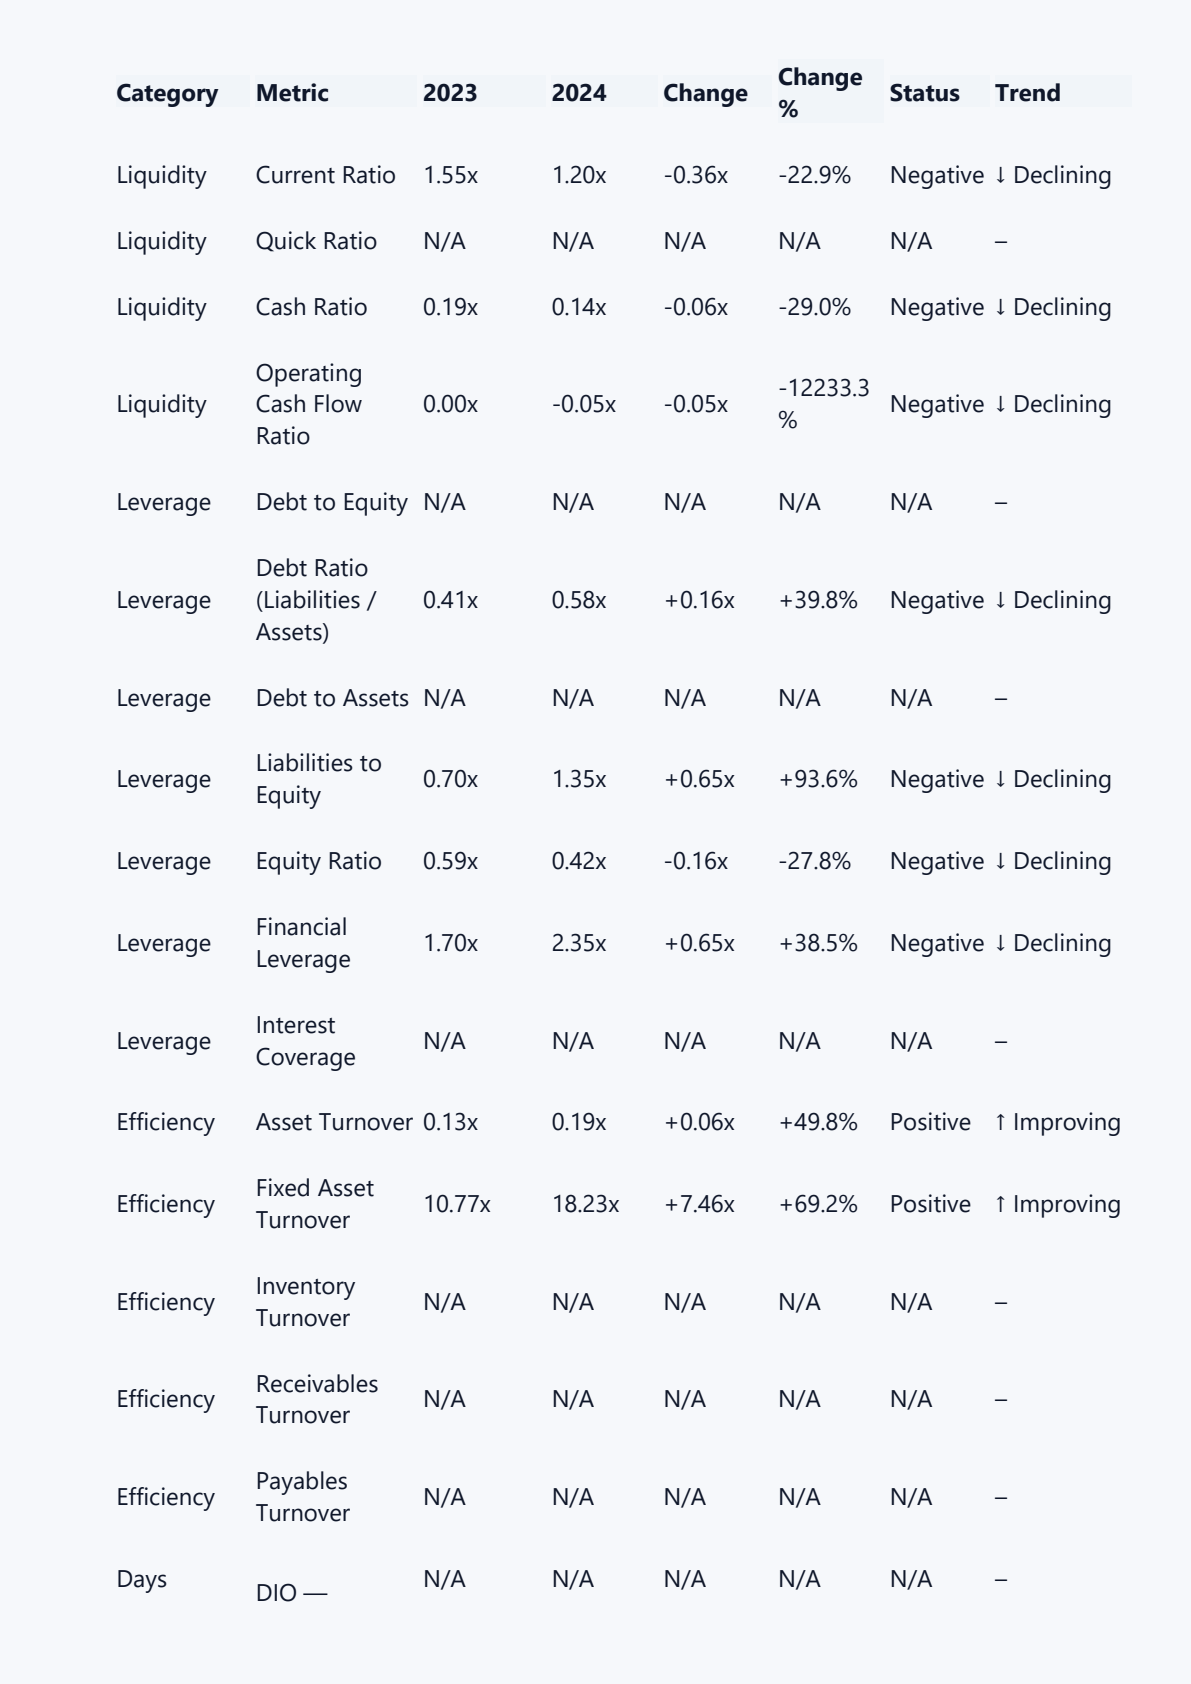 Category Metric 2023 2024 Change Change % Status Trend
Liquidity Current Ratio 1.55x 1.20x -0.36x -22.9% Negative ↓ Declining
Liquidity Quick Ratio N/A N/A N/A N/A N/A –
Liquidity Cash Ratio 0.19x 0.14x -0.06x -29.0% Negative ↓ Declining
Liquidity Operating Cash Flow Ratio 0.00x -0.05x -0.05x -12233.3 % Negative ↓ Declining
Leverage Debt to Equity N/A N/A N/A N/A N/A –
Leverage Debt Ratio (Liabilities / Assets) 0.41x 0.58x +0.16x +39.8% Negative ↓ Declining
Leverage Debt to Assets N/A N/A N/A N/A N/A –
Leverage Liabilities to Equity 0.70x 1.35x +0.65x +93.6% Negative ↓ Declining
Leverage Equity Ratio 0.59x 0.42x -0.16x -27.8% Negative ↓ Declining
Leverage Financial Leverage 1.70x 2.35x +0.65x +38.5% Negative ↓ Declining
Leverage Interest Coverage N/A N/A N/A N/A N/A –
Efficiency Asset Turnover 0.13x 0.19x +0.06x +49.8% Positive ↑ Improving
Efficiency Fixed Asset Turnover 10.77x 18.23x +7.46x +69.2% Positive ↑ Improving
Efficiency Inventory Turnover N/A N/A N/A N/A N/A –
Efficiency Receivables Turnover N/A N/A N/A N/A N/A –
Efficiency Payables Turnover N/A N/A N/A N/A N/A –
Days DIO — N/A N/A N/A N/A N/A –